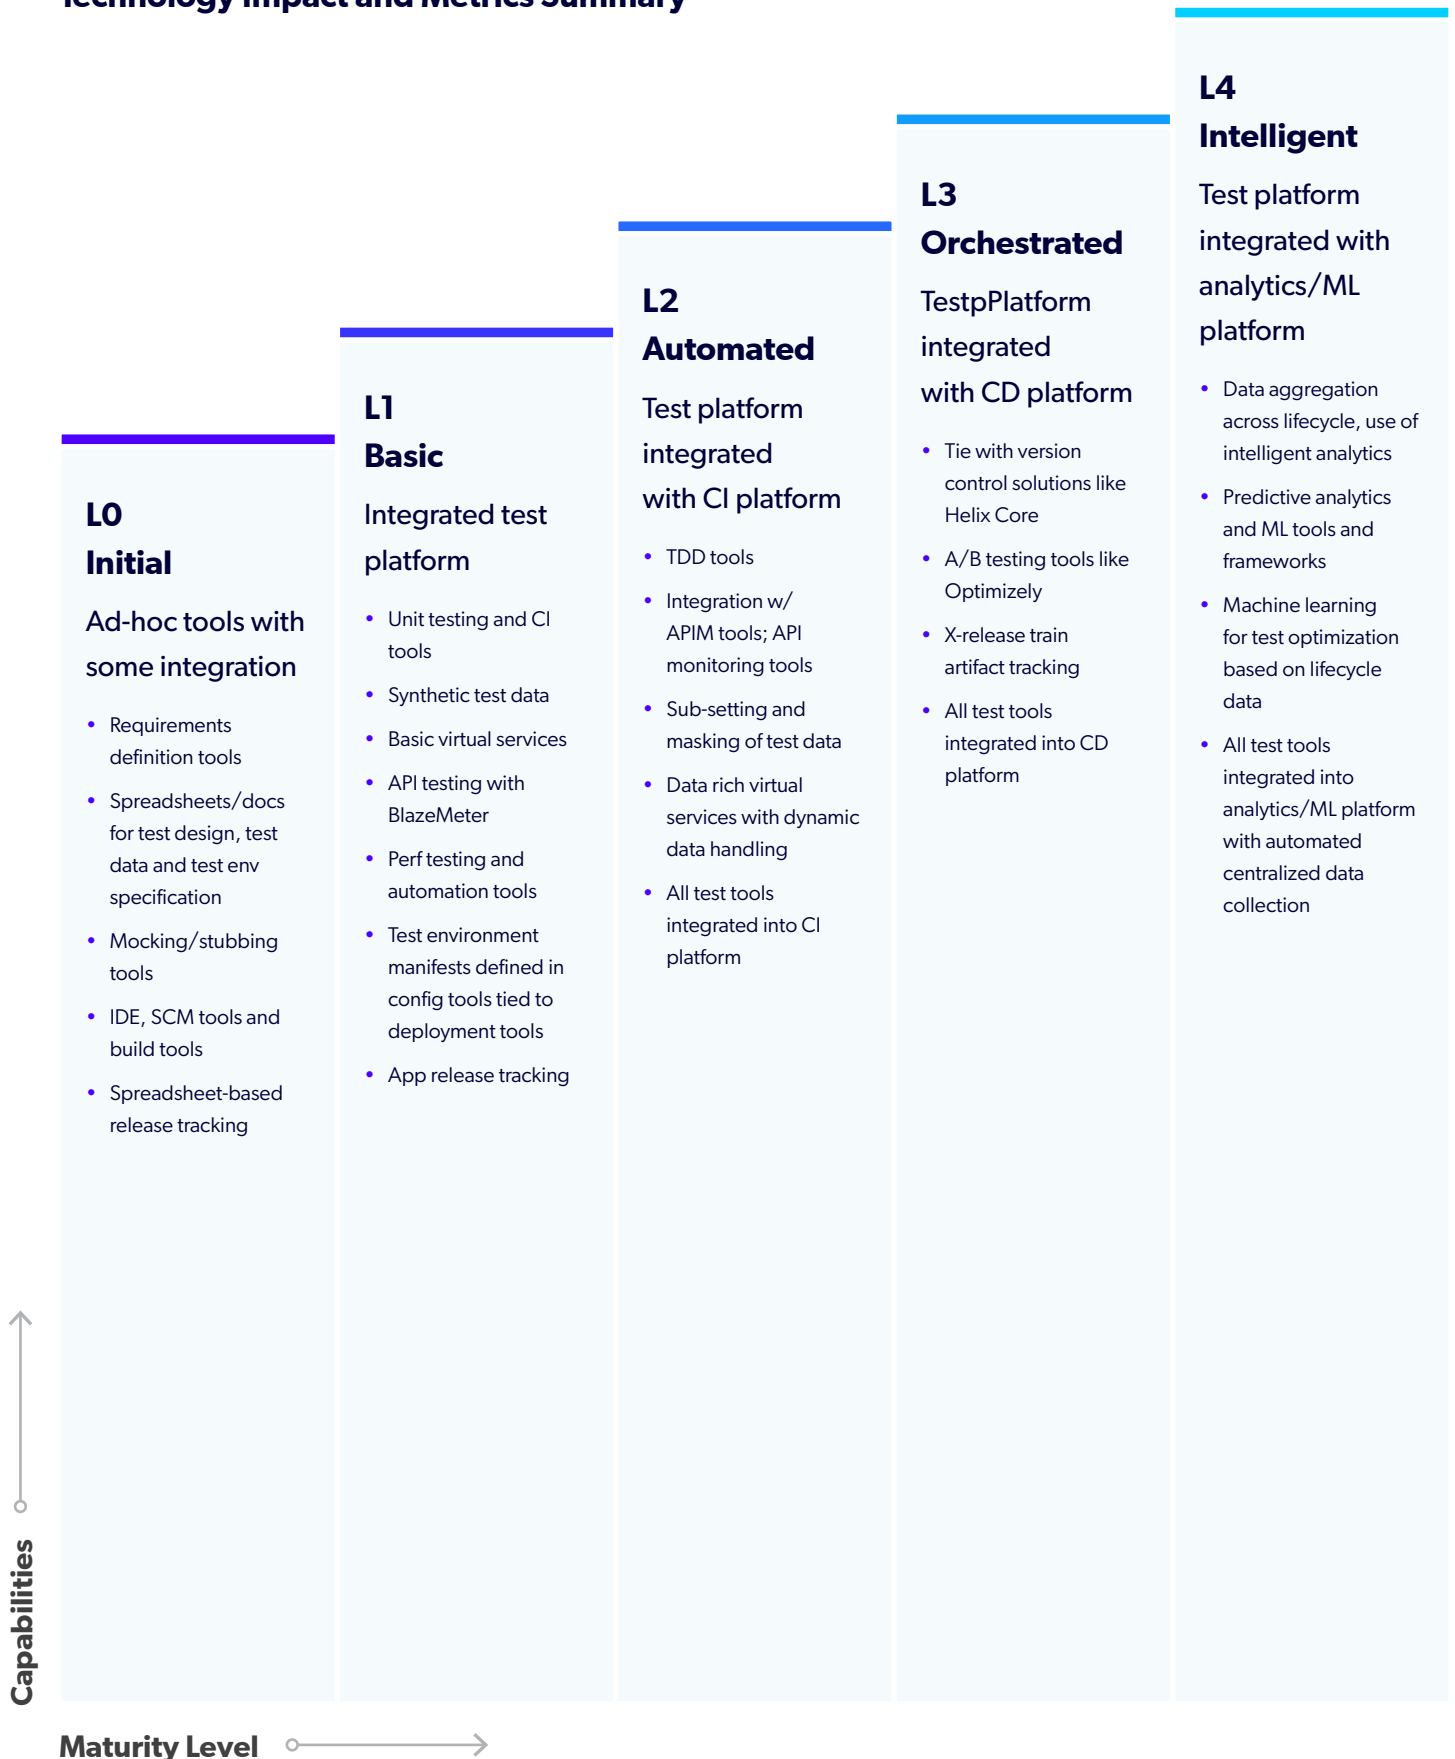 Technology Impact and Metrics Summary
L0
Initial
Ad-hoc tools with
some integration
• Requirements
definition tools
• Spreadsheets/docs
for test design, test
data and test env
specification
• Mocking/stubbing
tools
• IDE, SCM tools and
build tools
• Spreadsheet-based
release tracking
L1
Basic
Integrated test
platform
• Unit testing and CI
tools
• Synthetic test data
• Basic virtual services
• API testing with
BlazeMeter
• Perf testing and
automation tools
• Test environment
manifests defined in
config tools tied to
deployment tools
• App release tracking
L2
Automated
Test platform
integrated
with CI platform
• TDD tools
• Integration w/
APIM tools; API
monitoring tools
• Sub-setting and
masking of test data
• Data rich virtual
services with dynamic
data handling
• All test tools
integrated into CI
platform
L3
Orchestrated
TestpPlatform
integrated
with CD platform
• Tie with version
control solutions like
Helix Core
• A/B testing tools like
Optimizely
• X-release train
artifact tracking
• All test tools
integrated into CD
platform
L4
Intelligent
Test platform
integrated with
analytics/ML
platform
• Data aggregation
across lifecycle, use of
intelligent analytics
• Predictive analytics
and ML tools and
frameworks
• Machine learning
for test optimization
based on lifecycle
data
• All test tools
integrated into
analytics/ML platform
with automated
centralized data
collection
Capabilities
Maturity Level